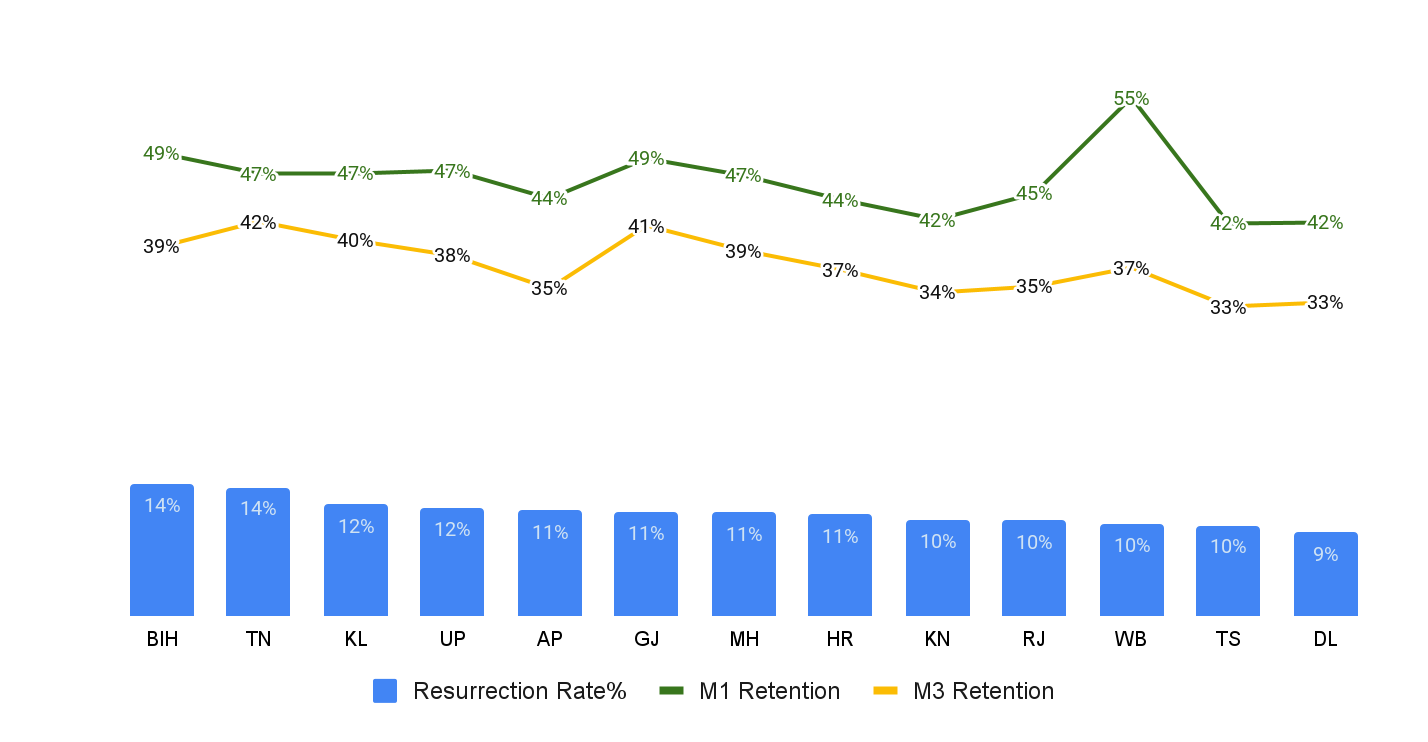 55%
49% 47% 47% 47% 44% 49% 47% 44% 42% 45% 42% 42%
39% 42% 40% 38% 35% 41% 39% 37% 34% 35% 37% 33% 33%
14% 14% 12% 12% 11% 11% 11% 11% 10% 10% 10% 10% 9%
BIH TN KL UP AP GJ MH HR KN RJ WB TS DL
Resurrection Rate% M1 Retention M3 Retention